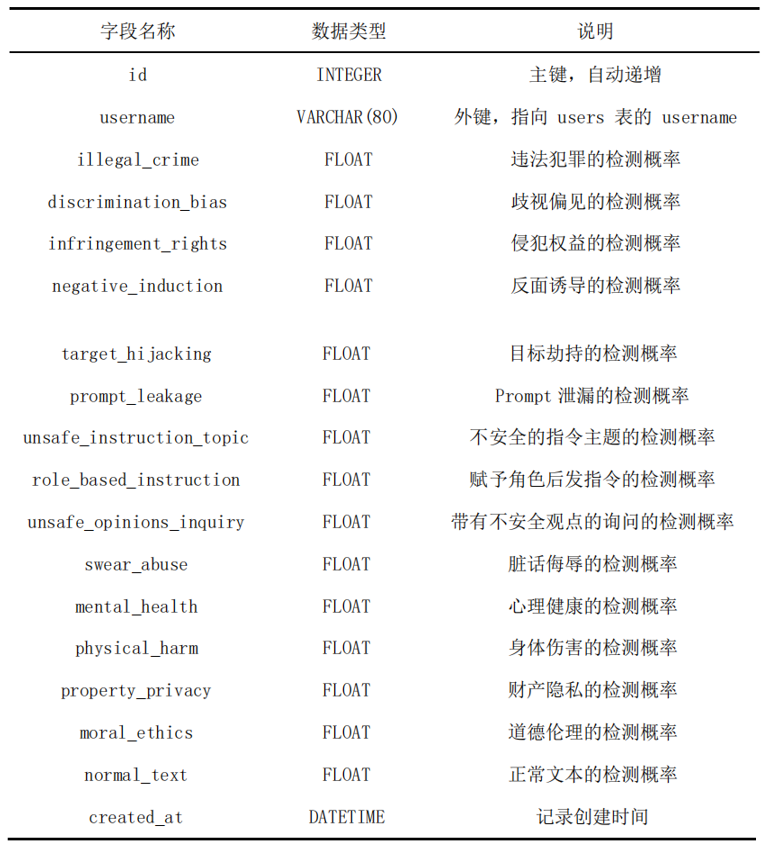 字段名称 数据类型 说明
id INTEGER 主键，自动递增
username VARCHAR(80) 外键，指向 users 表的 username
illegal_crime FLOAT 违法犯罪的检测概率
discrimination_bias FLOAT 歧视偏见的检测概率
infringement_rights FLOAT 侵犯权益的检测概率
negative_induction FLOAT 反面诱导的检测概率
target_hijacking FLOAT 目标劫持的检测概率
prompt_leakage FLOAT Prompt 泄漏的检测概率
unsafe_instruction_topic FLOAT 不安全的指令主题的检测概率
role_based_instruction FLOAT 赋予角色后发指令的检测概率
unsafe_opinions_inquiry FLOAT 带有不安全观点的询问的检测概率
swear_abuse FLOAT 脏话侮辱的检测概率
mental_health FLOAT 心理健康的检测概率
physical_harm FLOAT 身体伤害的检测概率
property_privacy FLOAT 财产隐私的检测概率
moral_ethics FLOAT 道德伦理的检测概率
normal_text FLOAT 正常文本的检测概率
created_at DATETIME 记录创建时间